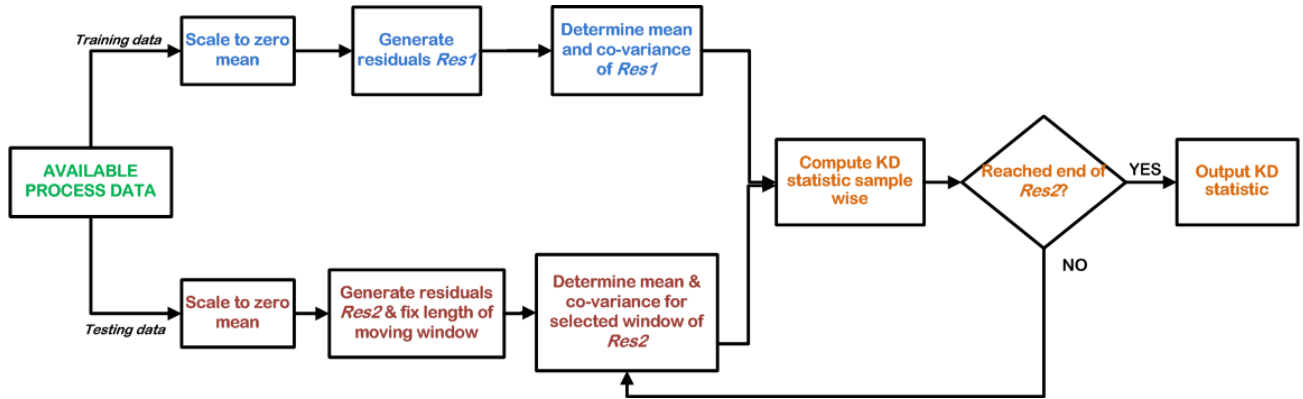 Training data
Scale to zero
mean
Generate
residuals Res1
Determine mean
and co-variance
of Res1
AVAILABLE
PROCESS DATA
Compute KD
statistic sample
wise
Reached end of
Res2?
YES
Output KD
statistic
NO
Testing data
Scale to zero
mean
Generate residuals
Res2 & fix length of
moving window
Determine mean &
co-variance for
selected window of
Res2